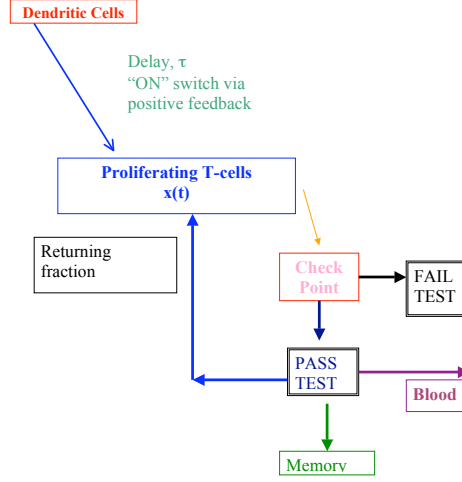 Dendritic Cells
Delay, τ
“ON” switch via
positive feedback
Proliferating T-cells
x(t)
Returning
fraction
Check
Point
FAIL
TEST
PASS
TEST
Blood
Memory